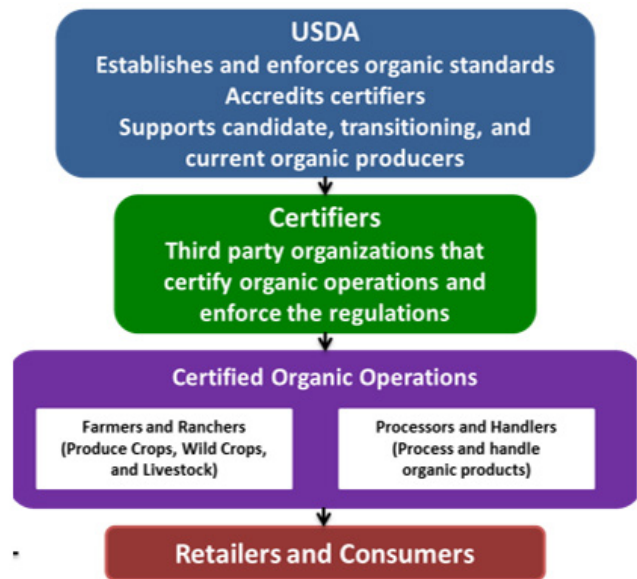 USDA
Establishes and enforces organic standards
Accredits certifiers
Supports candidate, transitioning, and
current organic producers
Certifiers
Third party organizations that
certify organic operations and
enforce the regulations
Certified Organic Operations
Farmers and Ranchers
(Produce Crops, Wild Crops,
and Livestock)
Processors and Handlers
(Process and handle
organic products)
Retailers and Consumers